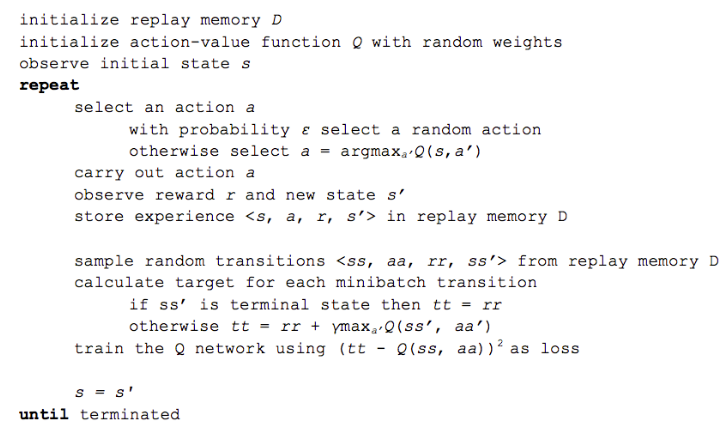 initialize replay memory D
initialize action-value function Q with random weights
observe initial state s
repeat
select an action a
with probability ε select a random action
otherwise select a = argmaxₐ′Q(s,a′)
carry out action a
observe reward r and new state s′
store experience <s, a, r, s′> in replay memory D
sample random transitions <ss, aa, rr, ss′> from replay memory D
calculate target for each minibatch transition
if ss′ is terminal state then tt = rr
otherwise tt = rr + γmaxₐ′Q(ss′, aa′)
train the Q network using (tt - Q(ss, aa))² as loss
s = s'
until terminated